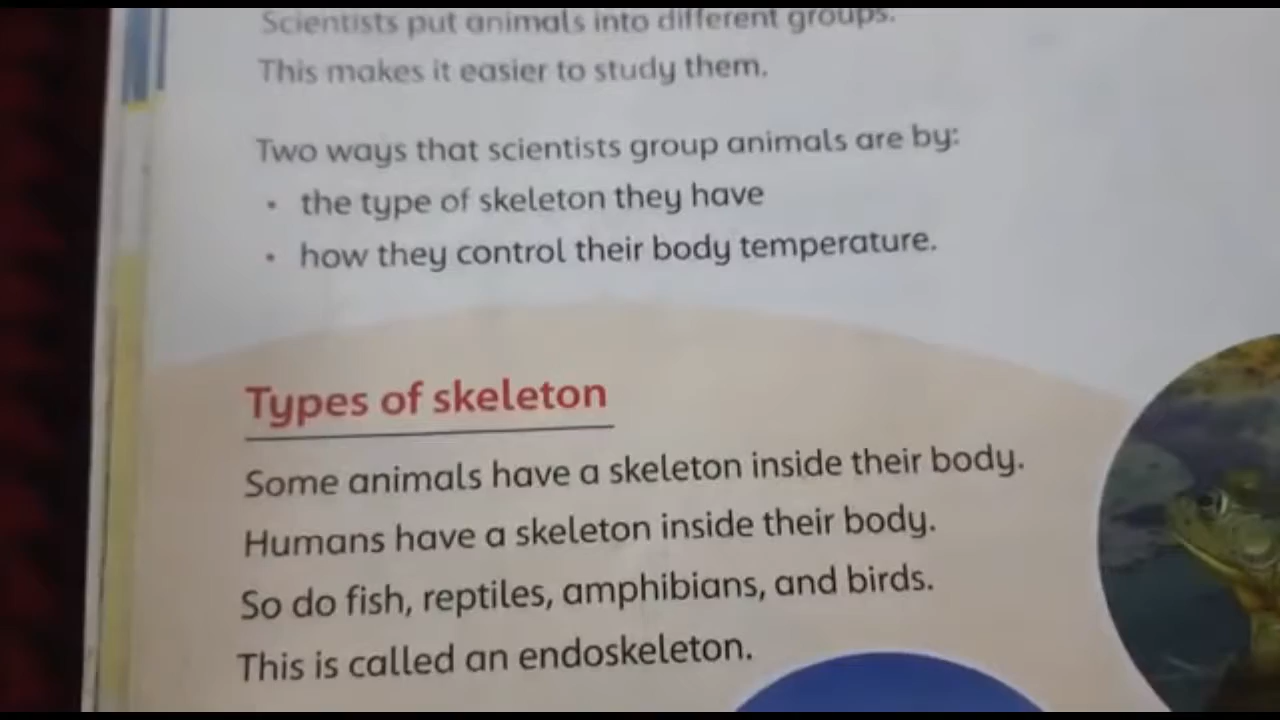 Scientists put animals into different groups.
This makes it easier to study them.
Two ways that scientists group animals are by:
• the type of skeleton they have
• how they control their body temperature.
Types of skeleton
Some animals have a skeleton inside their body.
Humans have a skeleton inside their body.
So do fish, reptiles, amphibians, and birds.
This is called an endoskeleton.